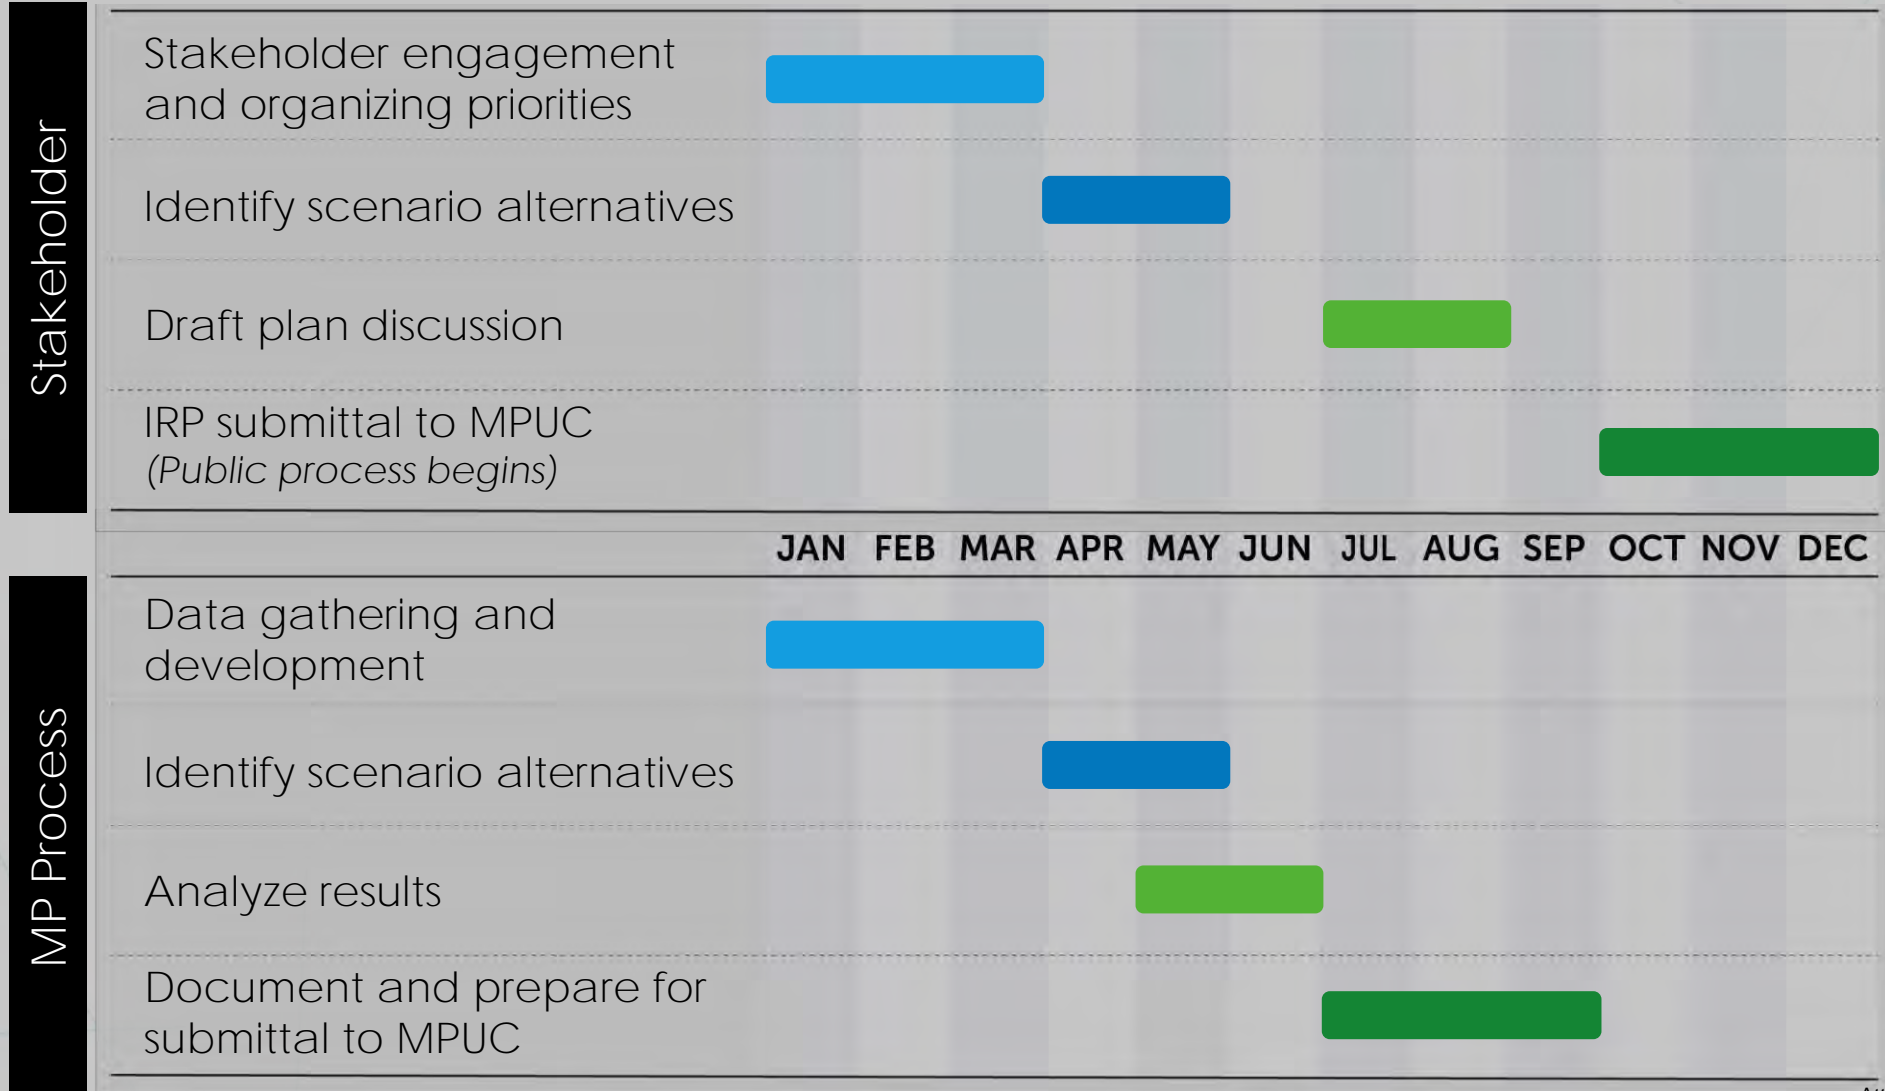 Stakeholder
Stakeholder engagement
and organizing priorities
Identify scenario alternatives
Draft plan discussion
IRP submittal to MPUC
(Public process begins)
JAN FEB MAR APR MAY JUN JUL AUG SEP OCT NOV DEC
MP Process
Data gathering and
development
Identify scenario alternatives
Analyze results
Document and prepare for
submittal to MPUC